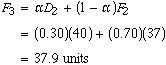 F₃ = αD₂ + (1 − α)F₂
= (0.30)(40) + (0.70)(37)
= 37.9 units